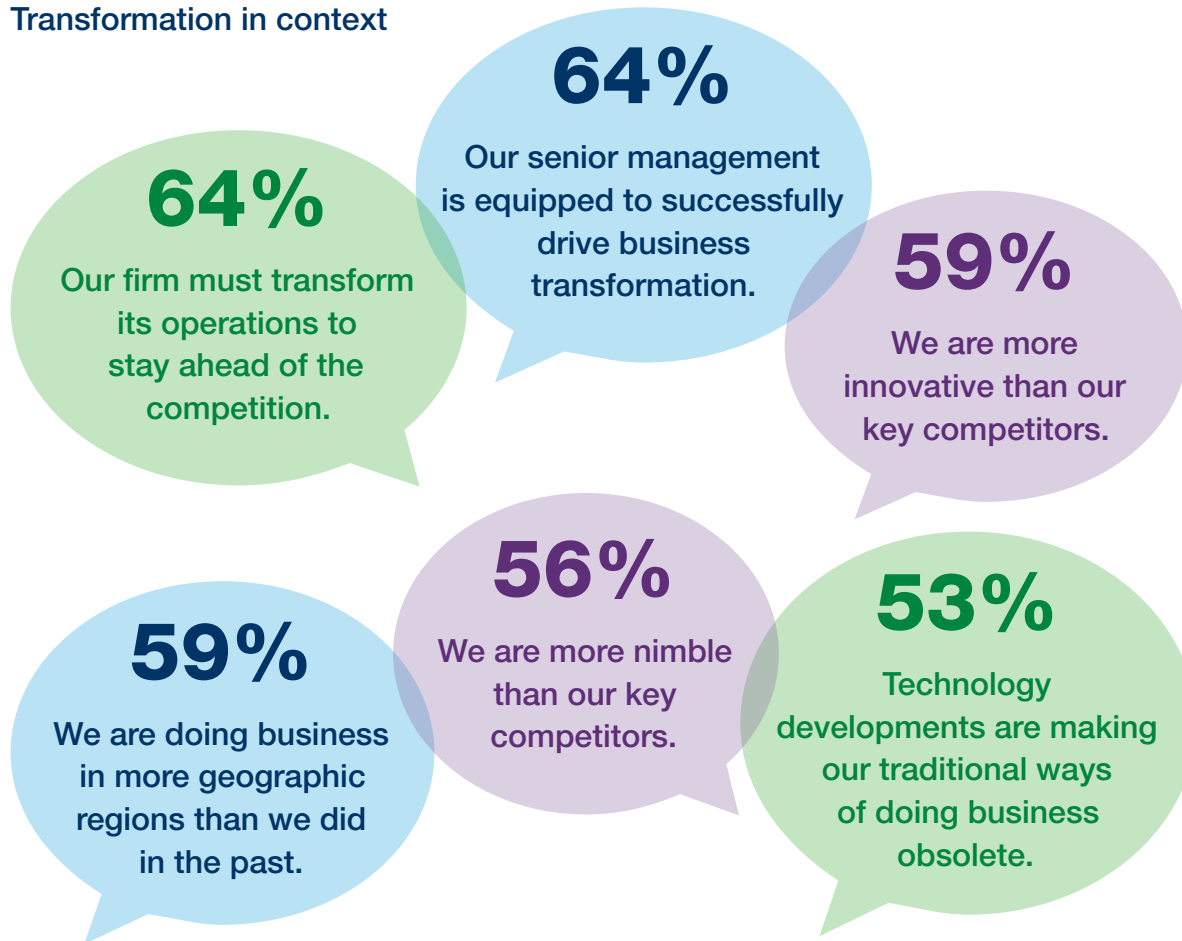 Transformation in context
64%
Our senior management
is equipped to successfully
drive business
transformation.
64%
Our firm must transform
its operations to
stay ahead of the
competition.
59%
We are more
innovative than our
key competitors.
56%
We are more nimble
than our key
competitors.
53%
Technology
developments are making
our traditional ways
of doing business
obsolete.
59%
We are doing business
in more geographic
regions than we did
in the past.